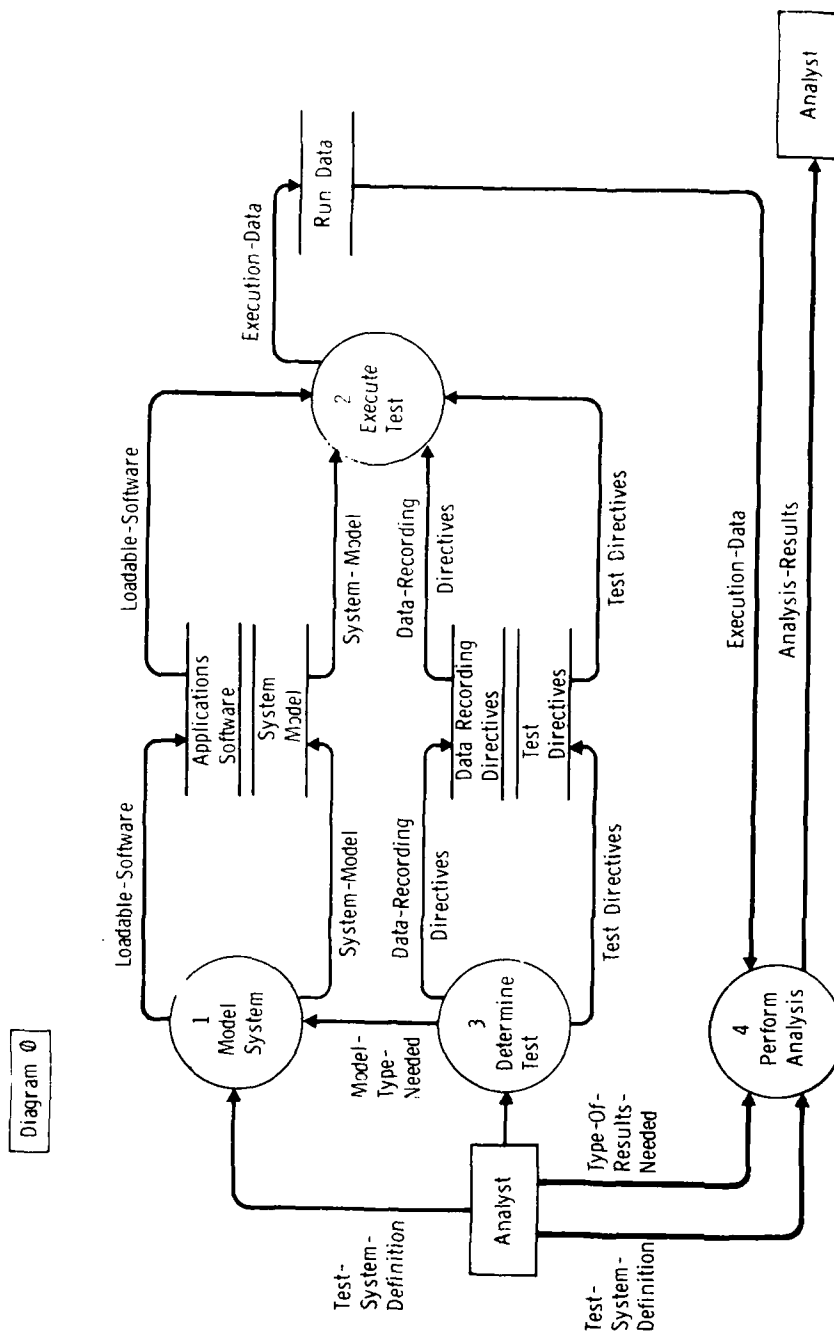 Diagram Ø
Test-
System-
Definition
Analyst
Test-
System-
Definition
Type-Of-
Results-
Needed
Model-
Type-
Needed
1
Model
System
3
Determine
Test
4
Perform
Analysis
Loadable-Software
System-Model
Data-Recording
Directives
Test Directives
Applications
Software
System
Model
Data Recording
Directives
Test
Directives
Loadable-Software
System-Model
Data-Recording
Directives
Test Directives
2
Execute
Test
Execution-Data
Run Data
Execution-Data
Analysis-Results
Analyst